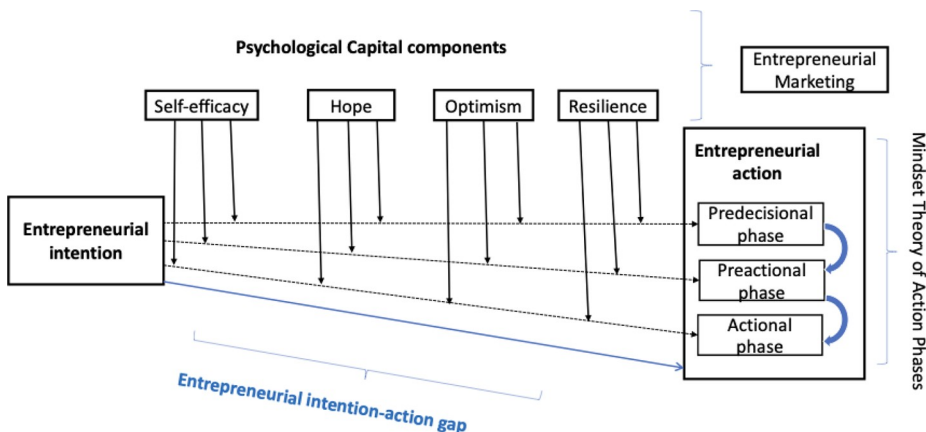 Psychological Capital components
Entrepreneurial
Marketing
Self-efficacy
Hope
Optimism
Resilience
Entrepreneurial
action
Entrepreneurial
intention
Predecisional
phase
Preactional
phase
Actional
phase
Mindset Theory of Action Phases
Entrepreneurial intention-action gap